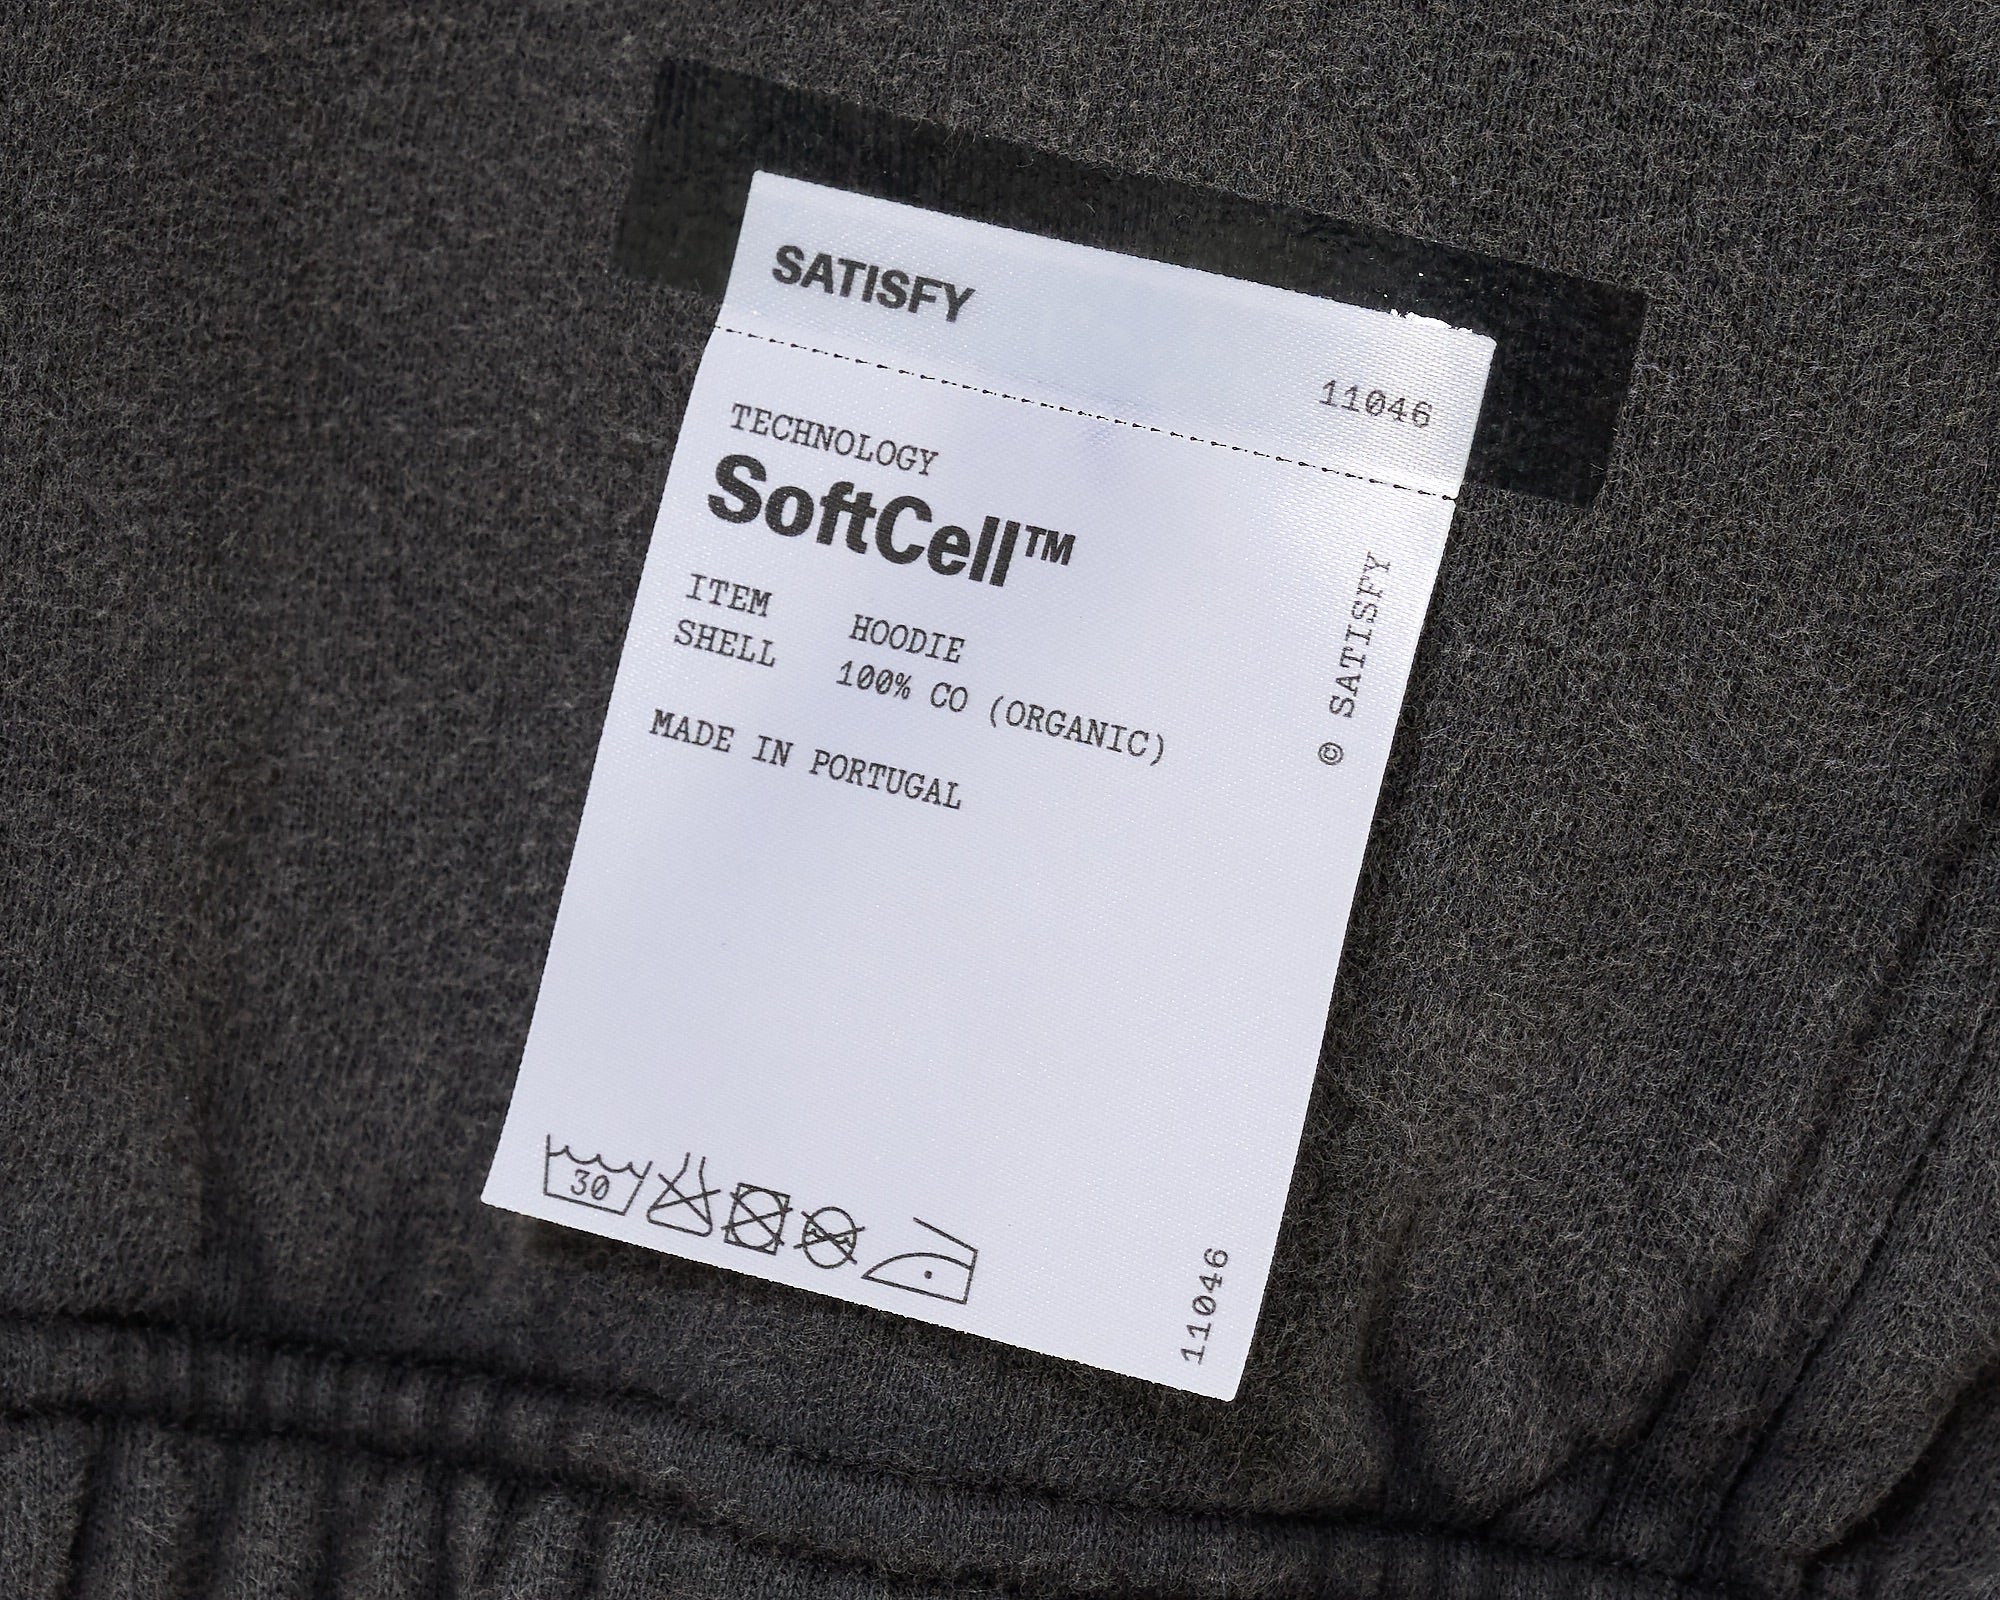 SATISFY
11046
TECHNOLOGY
SoftCell™
ITEM HOODIE
SHELL 100% CO (ORGANIC)
MADE IN PORTUGAL
© SATISFY
30
11046